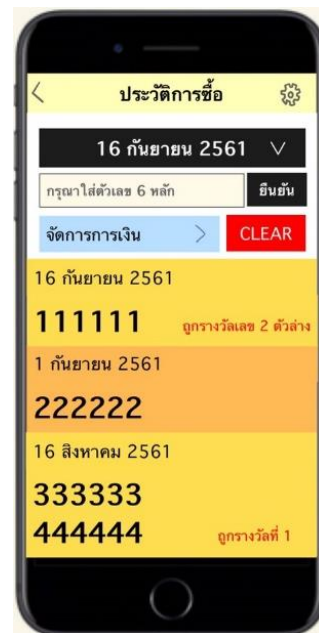 ประวัติการซื้อ
16 กันยายน 2561
กรุณาใส่ตัวเลข 6 หลัก ยืนยัน
จัดการการเงิน CLEAR
16 กันยายน 2561
111111 ถูกรางวัลเลข 2 ตัวล่าง
1 กันยายน 2561
222222
16 สิงหาคม 2561
333333
444444 ถูกรางวัลที่ 1